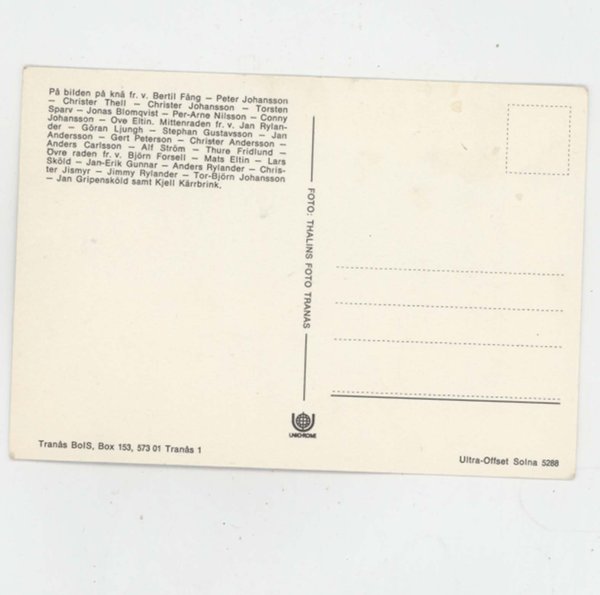 På bilden på knä fr. v. Bertil Fång — Peter Johansson
— Christer Thell — Christer Johansson — Torsten
Sparv — Jonas Blomqvist — Per-Arne Nilsson — Conny
Johansson — Ove Eltin. Mittenraden fr. v. Jan Rylan-
der — Göran Ljungh — Stephan Gustavsson — Jan
Andersson — Gert Peterson — Christer Andersson —
Anders Carlsson — Alf Ström — Thure Fridlund —
Övre raden fr. v. Björn Forsell — Mats Eltin — Lars
Sköld — Jan-Erik Gunnar — Anders Rylander — Chris-
ter Jismyr — Jimmy Rylander — Tor-Björn Johansson
— Jan Gripensköld samt Kjell Kärrbrink.
FOTO: THALINS FOTO TRANÅS
UNICHROME
Tranås BoIS, Box 153, 573 01 Tranås 1
Ultra-Offset Solna 5288